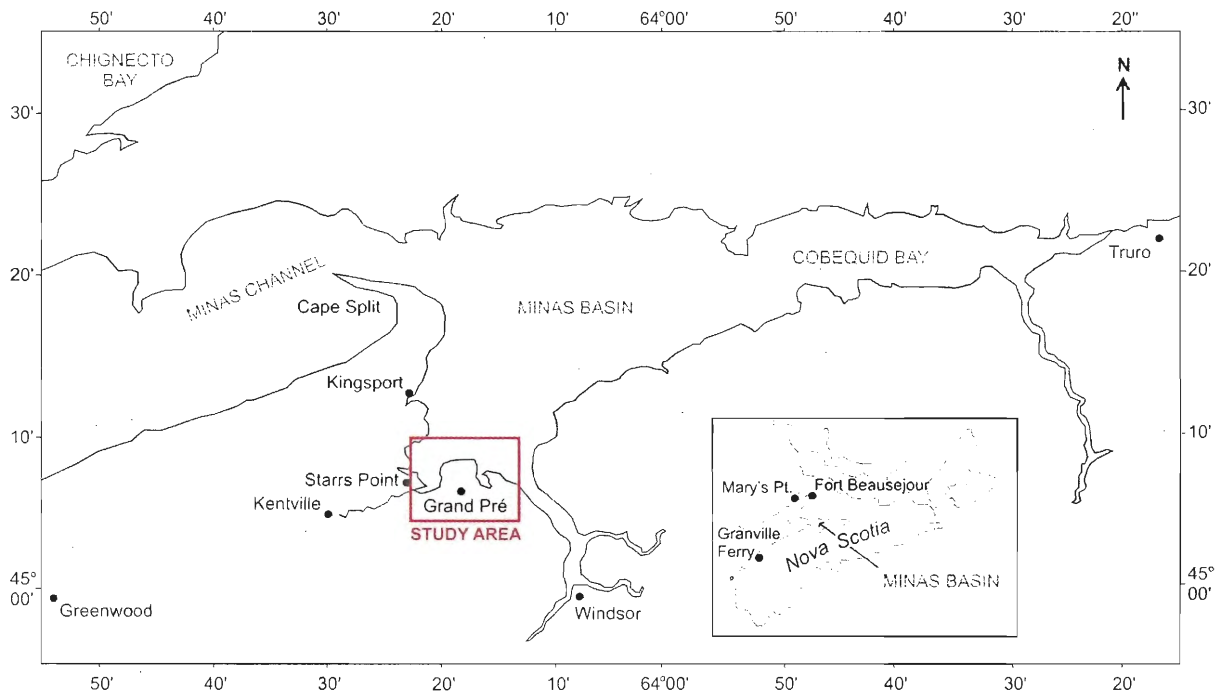 50' 40' 30' 20' 10' 64°00' 50' 40' 30' 20"
CHIGNECTO
BAY
N
30' 30'
COBEQUID BAY
Truro
20' 20'
MINAS CHANNEL
Cape Split
MINAS BASIN
Kingsport
10' 10'
Starrs Point
Kentville
Grand Pré
STUDY AREA
Mary's Pt.
Fort Beausejour
Granville
Ferry
Nova Scotia
MINAS BASIN
45°
00'
45°
00'
Greenwood
Windsor
50' 40' 30' 20' 10' 64°00' 50' 40' 30' 20'